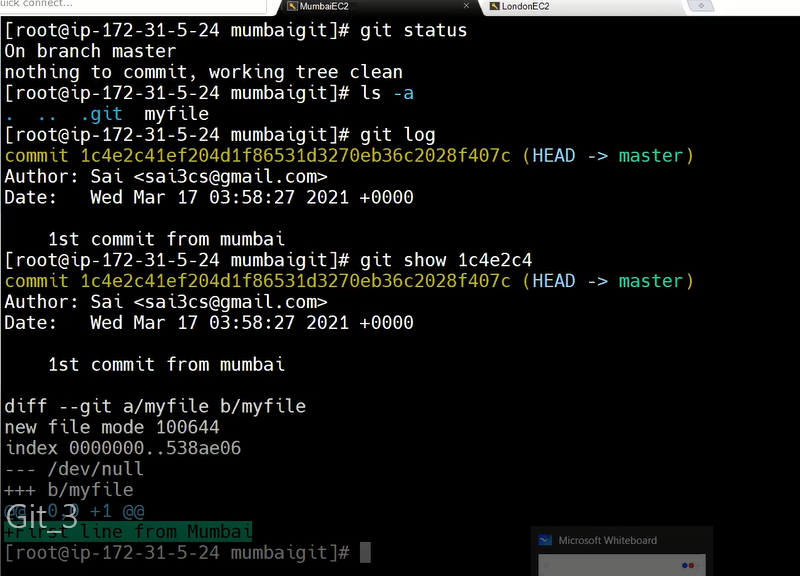 uick connect...
MumbaiEC2
LondonEC2
[root@ip-172-31-5-24 mumbaigit]# git status
On branch master
nothing to commit, working tree clean
[root@ip-172-31-5-24 mumbaigit]# ls -a
. .. .git myfile
[root@ip-172-31-5-24 mumbaigit]# git log
commit 1c4e2c41ef204d1f86531d3270eb36c2028f407c (HEAD -> master)
Author: Sai <sai3cs@gmail.com>
Date: Wed Mar 17 03:58:27 2021 +0000
1st commit from mumbai
[root@ip-172-31-5-24 mumbaigit]# git show 1c4e2c4
commit 1c4e2c41ef204d1f86531d3270eb36c2028f407c (HEAD -> master)
Author: Sai <sai3cs@gmail.com>
Date: Wed Mar 17 03:58:27 2021 +0000
1st commit from mumbai
diff --git a/myfile b/myfile
new file mode 100644
index 0000000..538ae06
--- /dev/null
+++ b/myfile
@@ -0,0 +1 @@
Git_3
+First line from Mumbai
[root@ip-172-31-5-24 mumbaigit]#
Microsoft Whiteboard